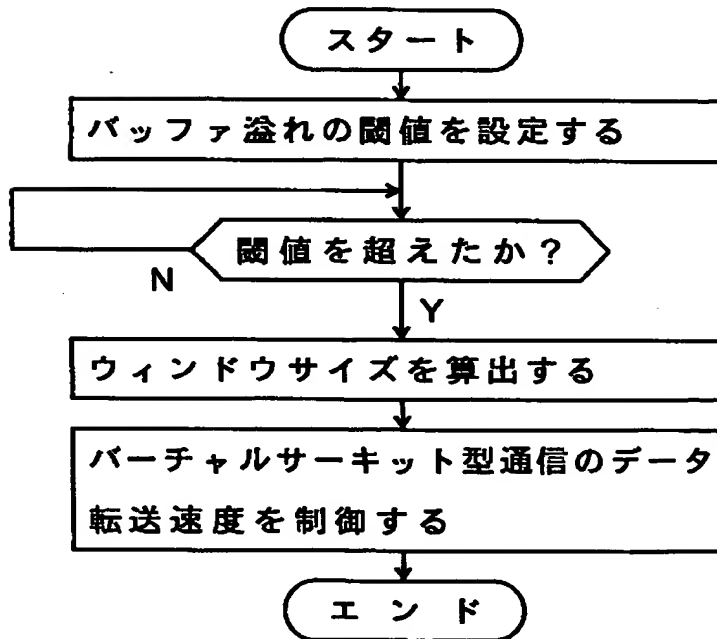 スタート
バッファ溢れの閾値を設定する
閾値を超えたか？
N
Y
ウィンドウサイズを算出する
バーチャルサーキット型通信のデータ
転送速度を制御する
エンド